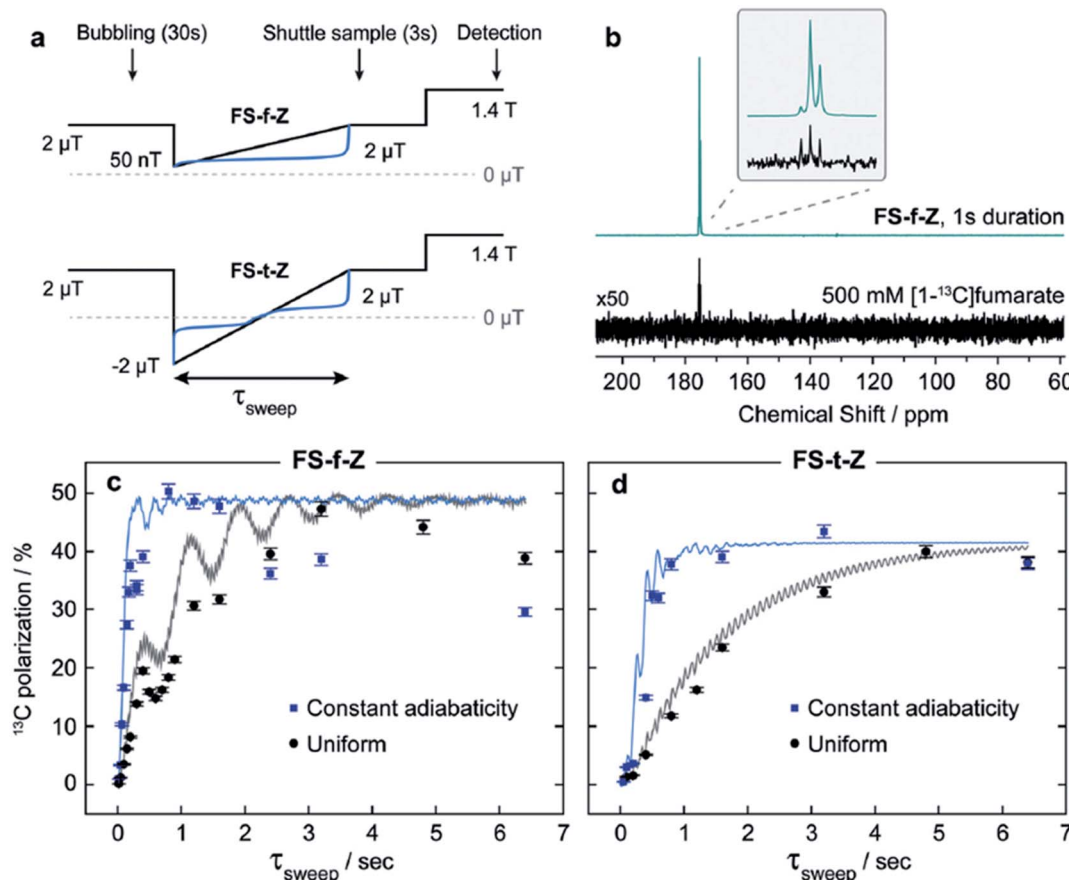 a
Bubbling (30s)
Shuttle sample (3s)
Detection
FS-f-Z
1.4 T
2 µT
50 nT
2 µT
0 µT
FS-t-Z
1.4 T
2 µT
2 µT
0 µT
-2 µT
τsweep
b
FS-f-Z, 1s duration
x50
500 mM [1-¹³C]fumarate
200 180 160 140 120 100 80 60
Chemical Shift / ppm
FS-f-Z
c
50
40
30
20
10
0
¹³C polarization / %
Constant adiabaticity
Uniform
0 1 2 3 4 5 6 7
τsweep / sec
FS-t-Z
d
Constant adiabaticity
Uniform
0 1 2 3 4 5 6 7
τsweep / sec